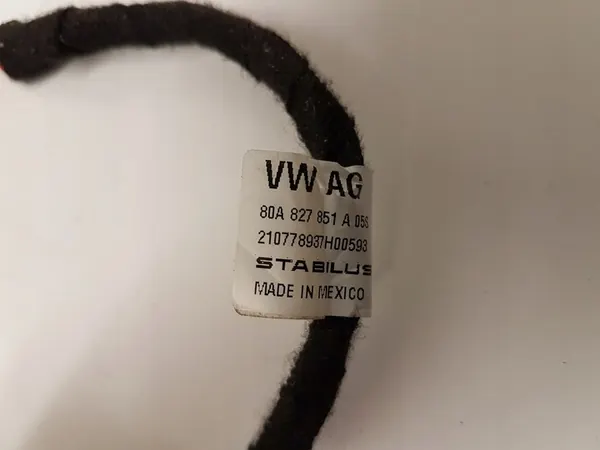 VW AG
80A 827 851 A 05S
210778937H00593
STABILUS
MADE IN MEXICO